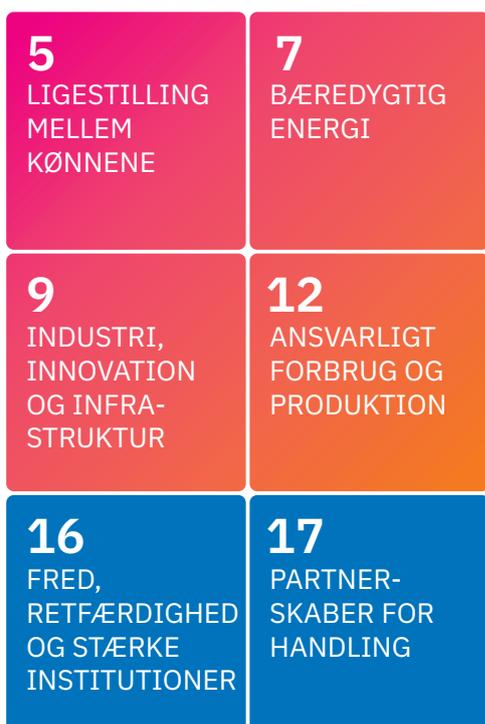 5
LIGESTILLING
MELLEM
KØNNENE
7
BÆREDYGTIG
ENERGI
9
INDUSTRI,
INNOVATION
OG INFRA-
STRUKTUR
12
ANSVARLIGT
FORBRUG OG
PRODUKTION
16
FRED,
RETFÆRDIGHED
OG STÆRKE
INSTITUTIONER
17
PARTNER-
SKABER FOR
HANDLING